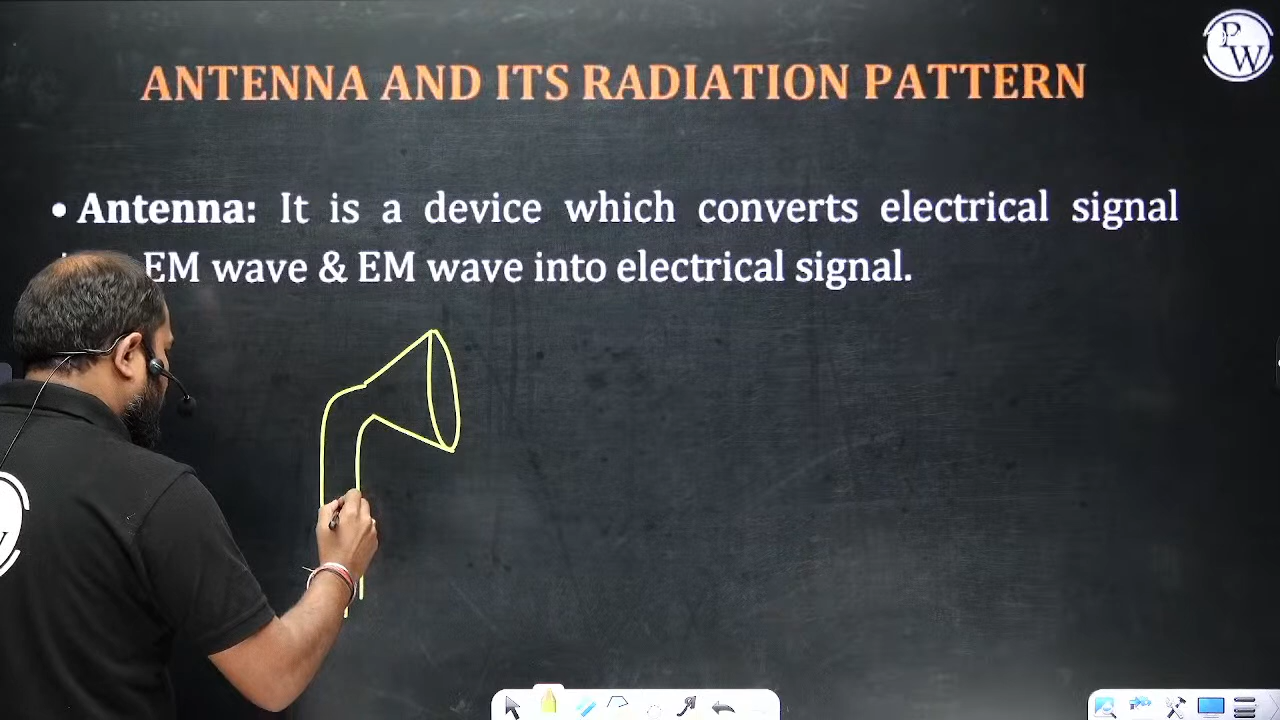 PW
ANTENNA AND ITS RADIATION PATTERN
• Antenna: It is a device which converts electrical signal
EM wave & EM wave into electrical signal.